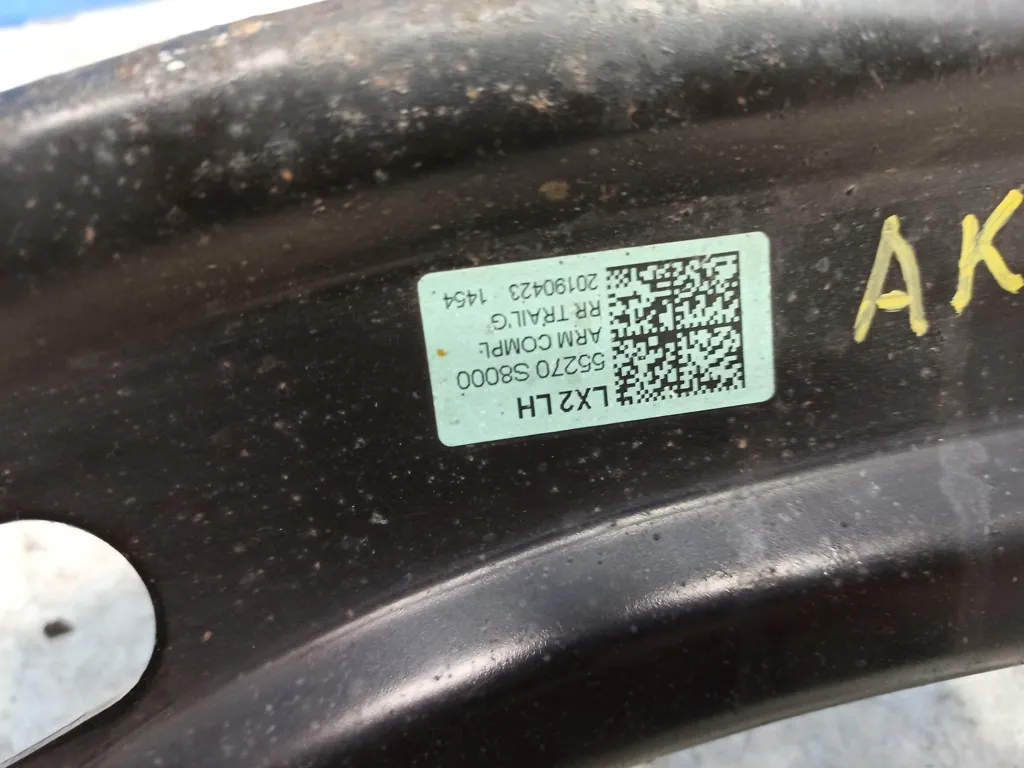 LX2 LH
55270 S8000
ARM COMPL
RR TRAIL'G
20190423 1454
AK